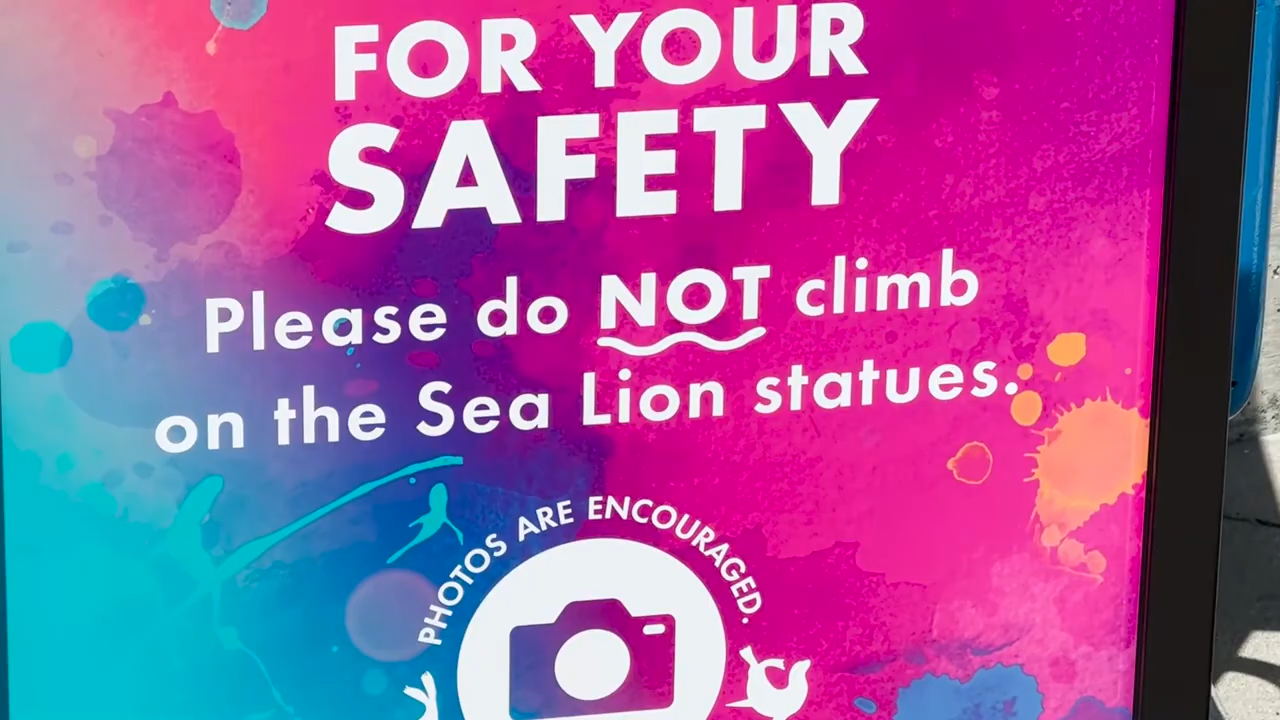 FOR YOUR
SAFETY
Please do NOT climb
on the Sea Lion statues.
PHOTOS ARE ENCOURAGED.